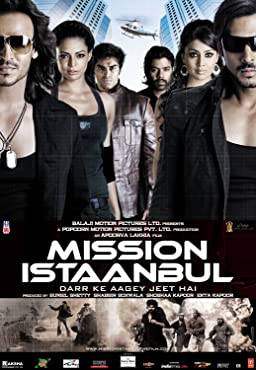 BALAJI MOTION PICTURES LTD. PRESENTS
A POPCORN MOTION PICTURES PVT. LTD. PRODUCTION
AN APOORVA LAKHIA FILM
MISSION
ISTAANBUL
DARR KE AAGEY JEET HAI
PRODUCED BY SUNIEL SHETTY SHABBIR BOXWALA SHOBHAA KAPOOR EKTA KAPOOR